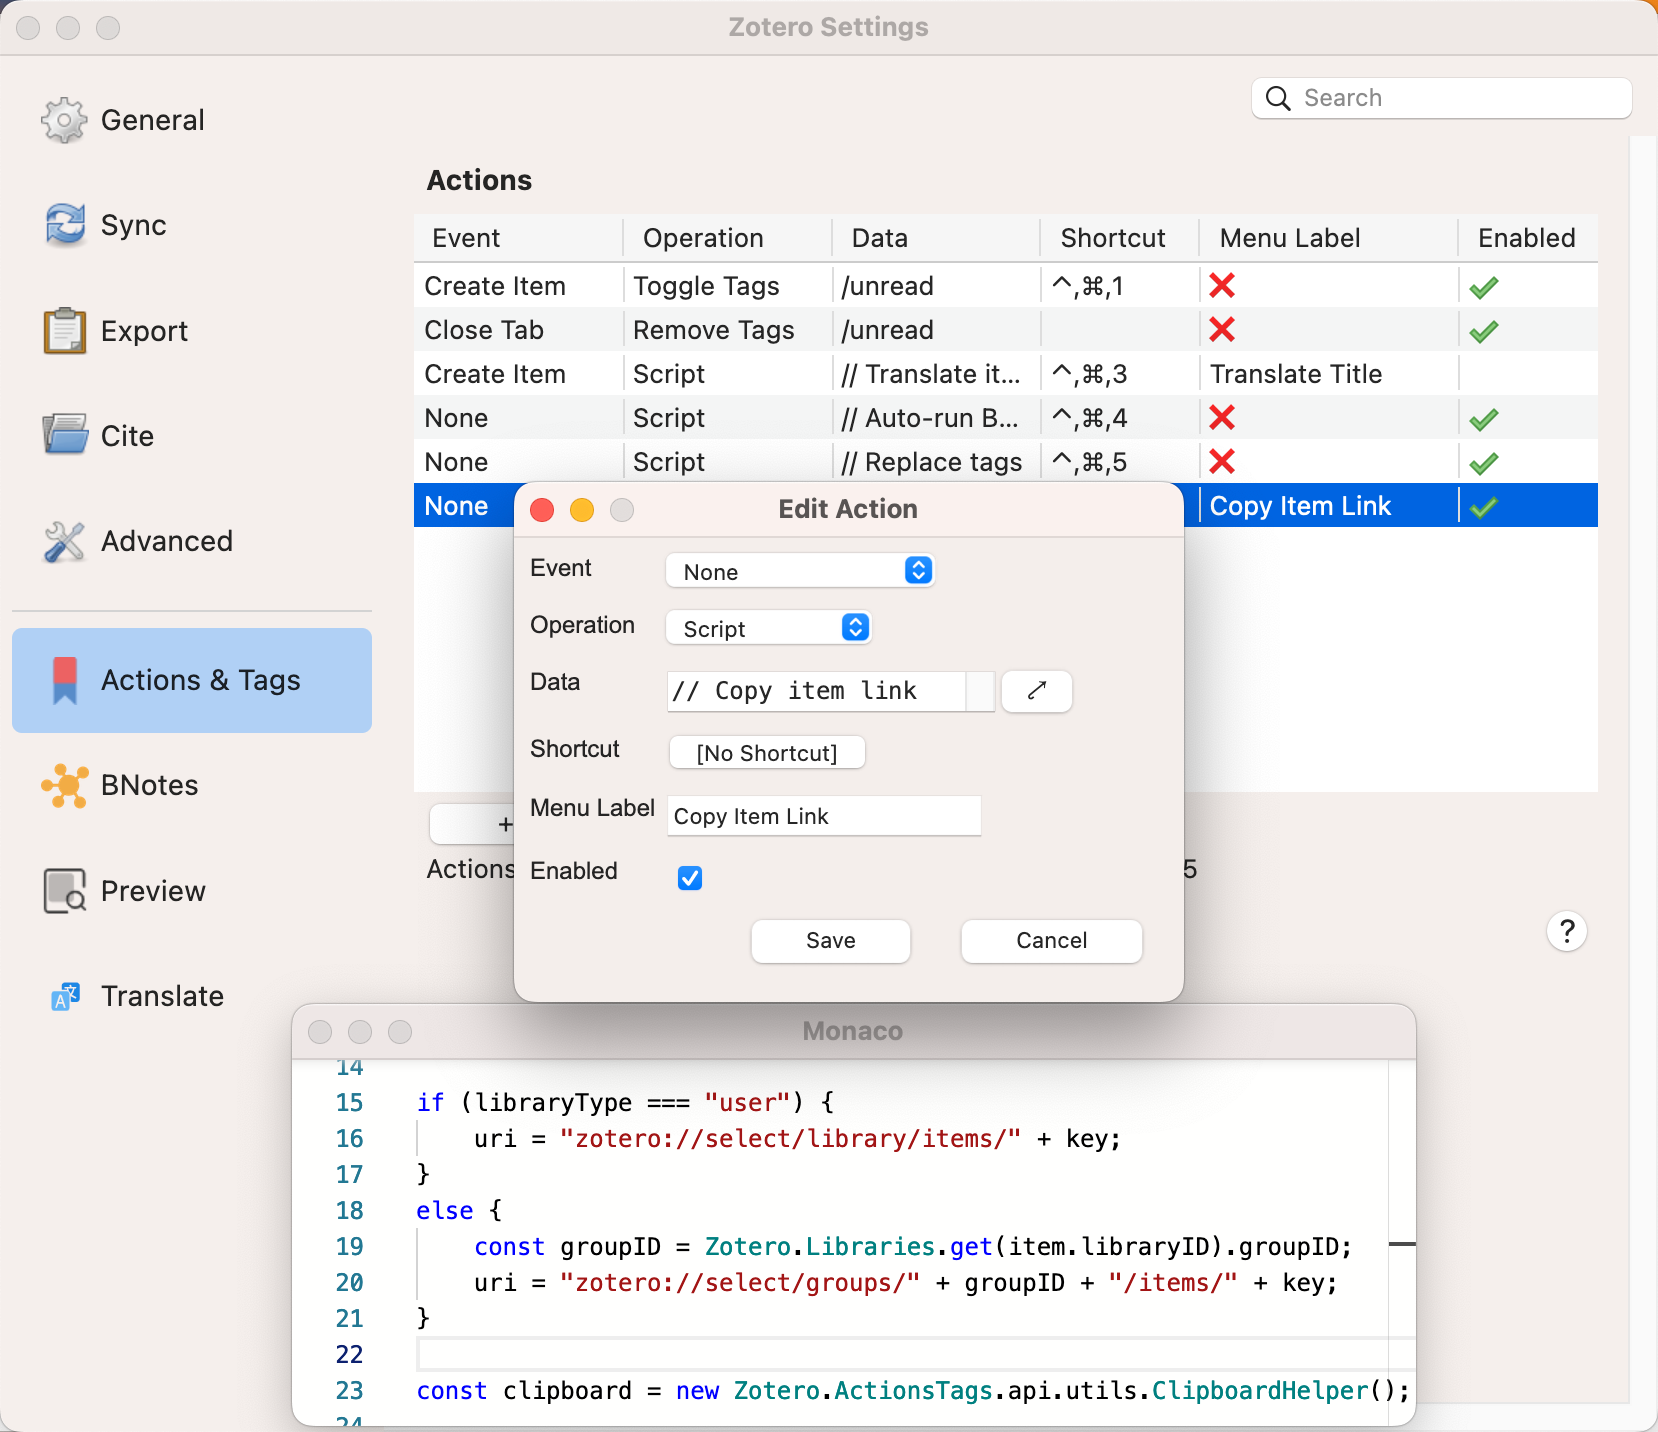 Zotero Settings
Search
General
Sync
Export
Cite
Advanced
Actions & Tags
BNotes
Preview
Translate
Actions
Event Operation Data Shortcut Menu Label Enabled
Create Item Toggle Tags /unread ^,⌘,1
Close Tab Remove Tags /unread
Create Item Script // Translate it... ^,⌘,3 Translate Title
None Script // Auto-run B... ^,⌘,4
None Script // Replace tags ^,⌘,5
None Copy Item Link
+
Actions
5
?
Edit Action
Event None
Operation Script
Data // Copy item link
Shortcut [No Shortcut]
Menu Label Copy Item Link
Enabled
Save Cancel
Monaco
14
15 if (libraryType === "user") {
16 uri = "zotero://select/library/items/" + key;
17 }
18 else {
19 const groupID = Zotero.Libraries.get(item.libraryID).groupID;
20 uri = "zotero://select/groups/" + groupID + "/items/" + key;
21 }
22
23 const clipboard = new Zotero.ActionsTags.api.utils.ClipboardHelper();
24